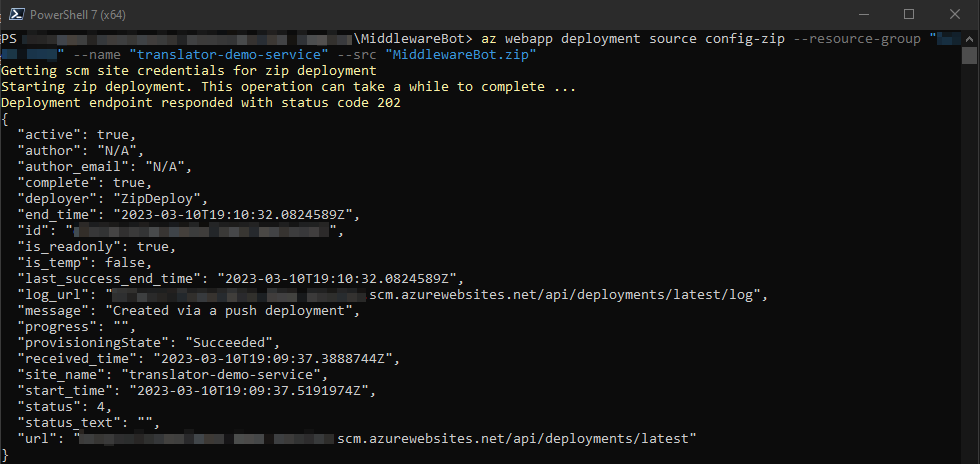 PowerShell 7 (x64)
PS \MiddlewareBot> az webapp deployment source config-zip --resource-group "
" --name "translator-demo-service" --src "MiddlewareBot.zip"
Getting scm site credentials for zip deployment
Starting zip deployment. This operation can take a while to complete ...
Deployment endpoint responded with status code 202
{
  "active": true,
  "author": "N/A",
  "author_email": "N/A",
  "complete": true,
  "deployer": "ZipDeploy",
  "end_time": "2023-03-10T19:10:32.0824589Z",
  "id": " ",
  "is_readonly": true,
  "is_temp": false,
  "last_success_end_time": "2023-03-10T19:10:32.0824589Z",
  "log_url": " scm.azurewebsites.net/api/deployments/latest/log",
  "message": "Created via a push deployment",
  "progress": "",
  "provisioningState": "Succeeded",
  "received_time": "2023-03-10T19:09:37.3888744Z",
  "site_name": "translator-demo-service",
  "start_time": "2023-03-10T19:09:37.5191974Z",
  "status": 4,
  "status_text": "",
  "url": " scm.azurewebsites.net/api/deployments/latest"
}